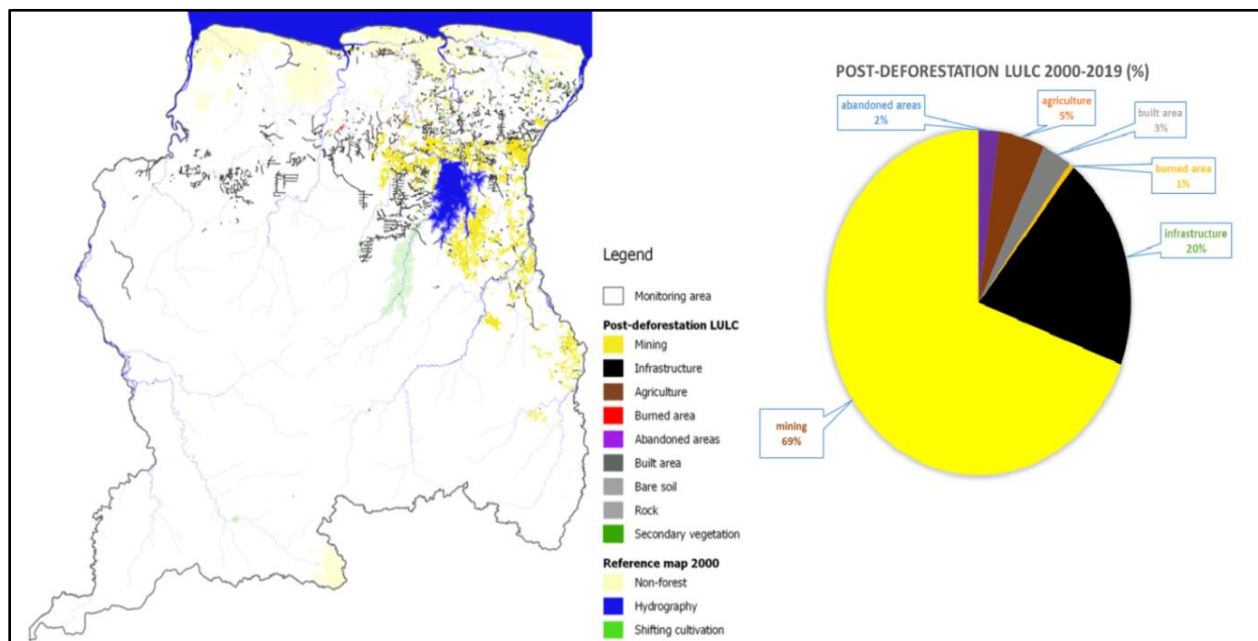 Legend
Monitoring area
Post-deforestation LULC
Mining
Infrastructure
Agriculture
Burned area
Abandoned areas
Built area
Bare soil
Rock
Secondary vegetation
Reference map 2000
Non-forest
Hydrography
Shifting cultivation
POST-DEFORESTATION LULC 2000-2019 (%)
abandoned areas
2%
agriculture
5%
built area
3%
burned area
1%
infrastructure
20%
mining
69%